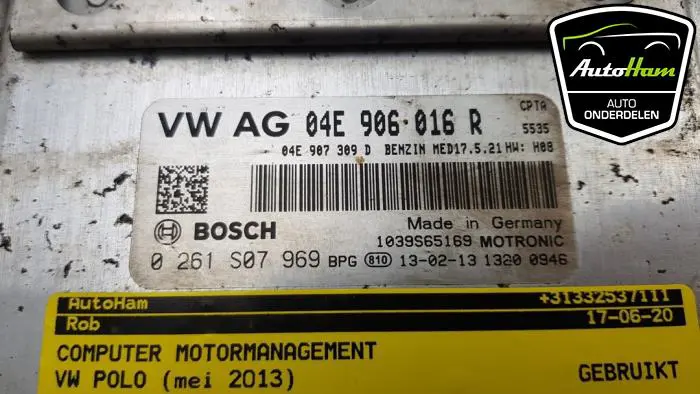 AutoHam
AUTO
ONDERDELEN
VW AG 04E 906·016 R
CPTA
5535
04E 907 309 D BENZIN MED17.5.21 HW: H08
BOSCH
Made in Germany
1039S65169 MOTRONIC
0 261 S07 969 BPG 810 13-02-13 1320 0946
AutoHam +31332537111
Rob 17-06-20
COMPUTER MOTORMANAGEMENT
VW POLO (mei 2013) GEBRUIKT